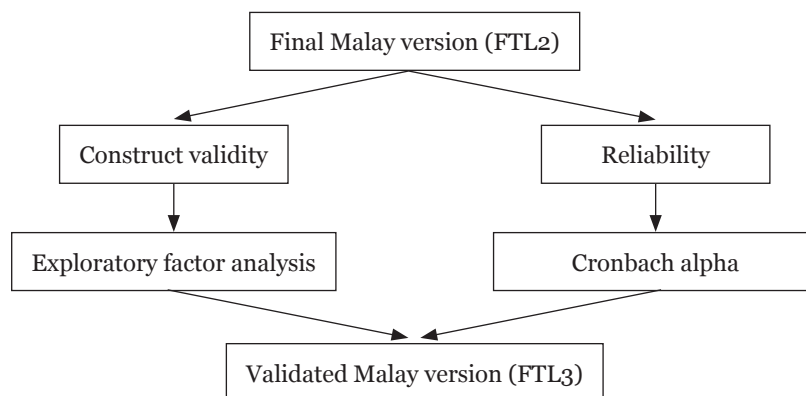 Final Malay version (FTL2)
Construct validity
Reliability
Exploratory factor analysis
Cronbach alpha
Validated Malay version (FTL3)